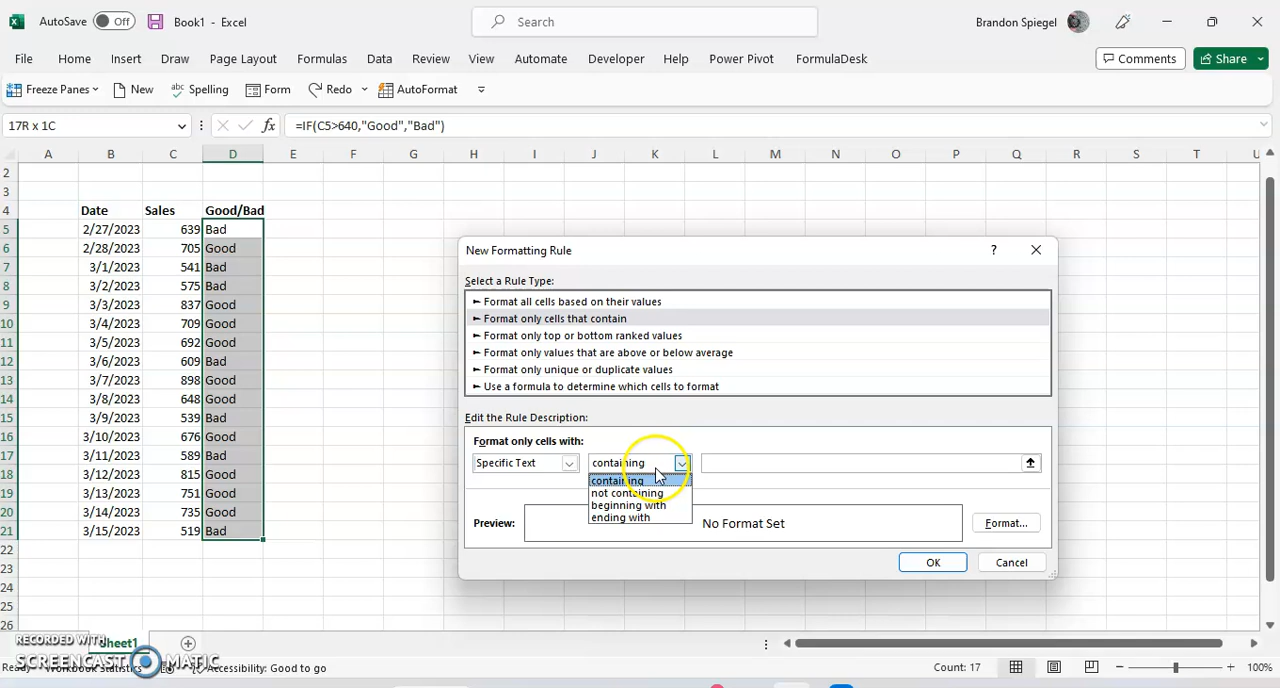 AutoSave Off Book1 - Excel Search Brandon Spiegel
File Home Insert Draw Page Layout Formulas Data Review View Automate Developer Help Power Pivot FormulaDesk Comments Share
Freeze Panes New abc Spelling Form Redo AutoFormat
17R x 1C fx =IF(C5>640,"Good","Bad")
A B C D E F G H I J K L M N O P Q R S T U
2
3
4 Date Sales Good/Bad
5 2/27/2023 639 Bad
6 2/28/2023 705 Good
7 3/1/2023 541 Bad
8 3/2/2023 575 Bad
9 3/3/2023 837 Good
10 3/4/2023 709 Good
11 3/5/2023 692 Good
12 3/6/2023 609 Bad
13 3/7/2023 898 Good
14 3/8/2023 648 Good
15 3/9/2023 539 Bad
16 3/10/2023 676 Good
17 3/11/2023 589 Bad
18 3/12/2023 815 Good
19 3/13/2023 751 Good
20 3/14/2023 735 Good
21 3/15/2023 519 Bad
22
23
24
25
26
New Formatting Rule ?
Select a Rule Type:
► Format all cells based on their values
► Format only cells that contain
► Format only top or bottom ranked values
► Format only values that are above or below average
► Format only unique or duplicate values
► Use a formula to determine which cells to format
Edit the Rule Description:
Format only cells with:
Specific Text containing
containing
not containing
beginning with
ending with
Preview: No Format Set Format...
OK Cancel
Sheet1
RECORDED WITH
SCREENCAST MATIC
Workbook Statistics Accessibility: Good to go Count: 17 100%